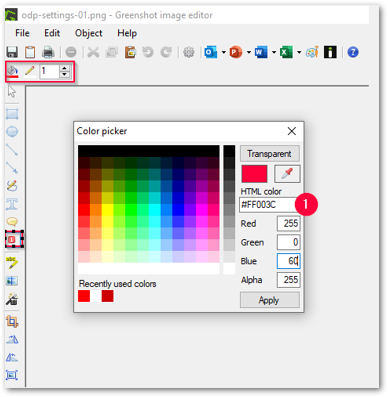 odp-settings-01.png - Greenshot image editor
File Edit Object Help
1
Color picker
Transparent
HTML color
#FF003C
1
Red 255
Green 0
Blue 60
Alpha 255
Recently used colors
Apply